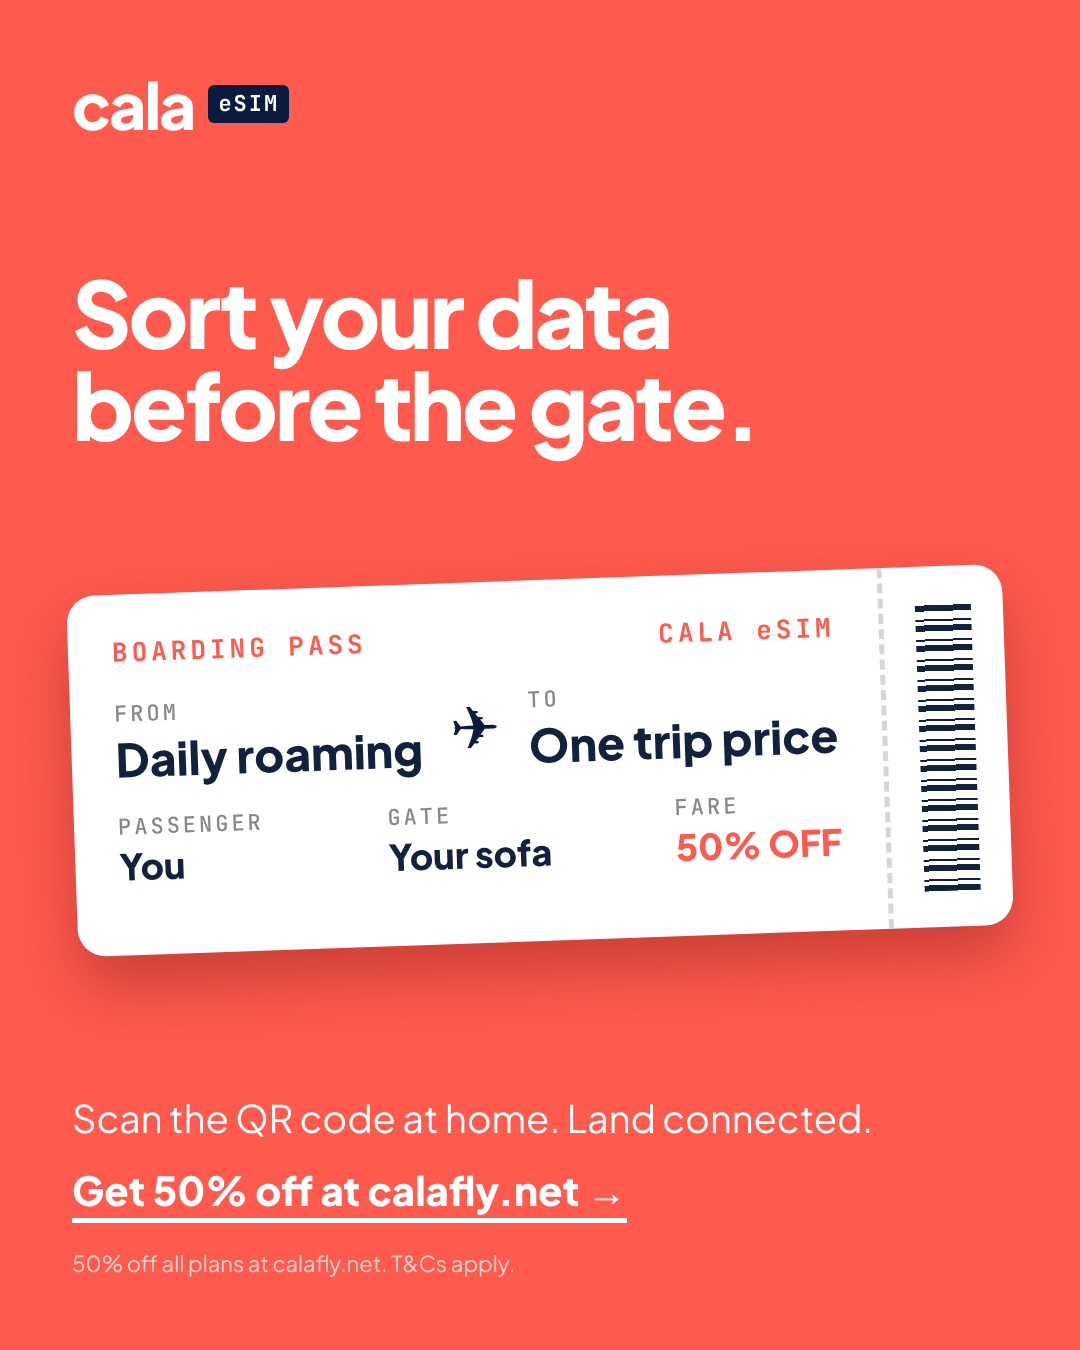 cala eSIM
Sort your data
before the gate.
BOARDING PASS
CALA eSIM
FROM
Daily roaming
✈
TO
One trip price
PASSENGER
You
GATE
Your sofa
FARE
50% OFF
Scan the QR code at home. Land connected.
Get 50% off at calafly.net →
50% off all plans at calafly.net. T&Cs apply.